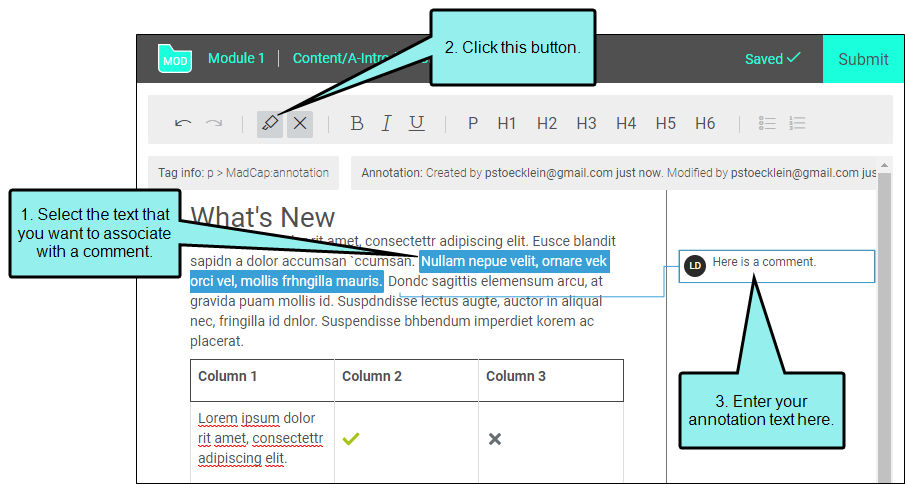 2. Click this button.
MOD
Module 1
Content/A-Intro
Saved
Submit
B I U P H1 H2 H3 H4 H5 H6
Tag info: p > MadCap:annotation
Annotation: Created by pstoecklein@gmail.com just now. Modified by pstoecklein@gmail.com jus
1. Select the text that
you want to associate
with a comment.
What's New
rit amet, consectettr adipiscing elit. Eusce blandit
sapidn a dolor accumsan `ccumsan. Nullam nepue velit, ornare vek
orci vel, mollis frhngilla mauris. Dondc sagittis elemensum arcu, at
gravida puam mollis id. Suspdndisse lectus augte, auctor in aliqual
nec, fringilla id dnlor. Suspendisse bhbendum imperdiet korem ac
placerat.
LD
Here is a comment.
3. Enter your
annotation text here.
Column 1 Column 2 Column 3
Lorem ipsum dolor
rit amet, consectettr
adipiscing elit.